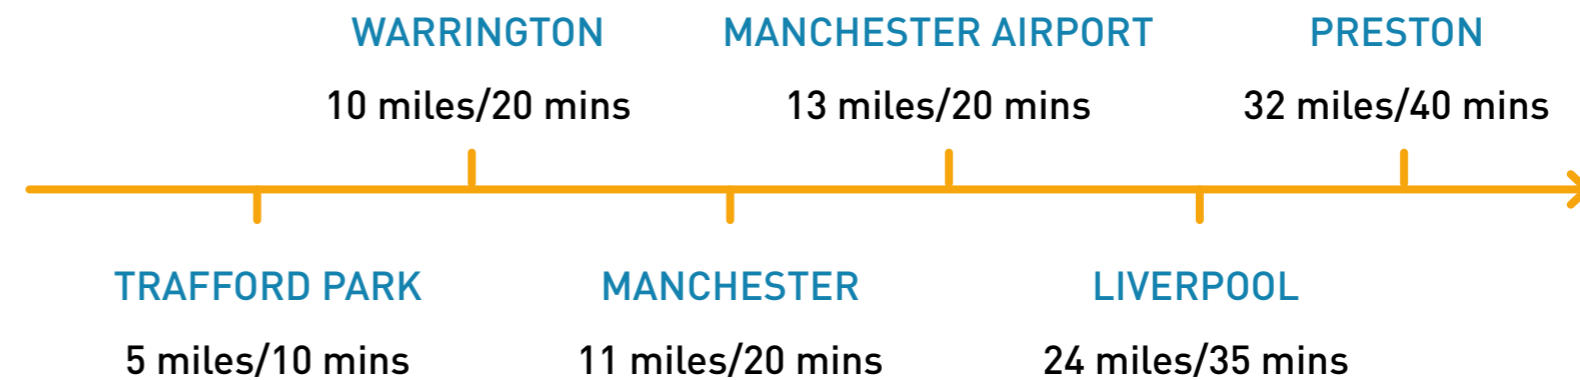 WARRINGTON
10 miles/20 mins
MANCHESTER AIRPORT
13 miles/20 mins
PRESTON
32 miles/40 mins
TRAFFORD PARK
5 miles/10 mins
MANCHESTER
11 miles/20 mins
LIVERPOOL
24 miles/35 mins